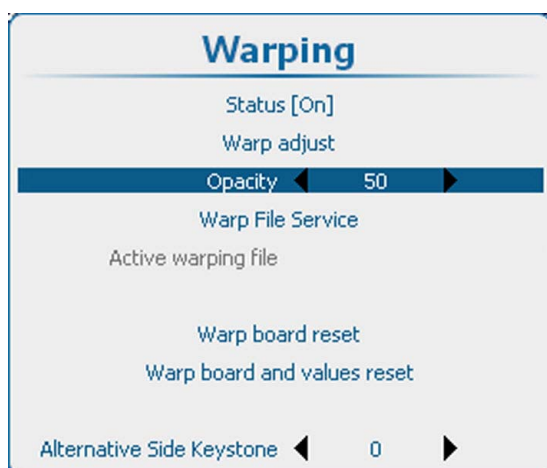 Warping
Status [On]
Warp adjust
Opacity 50
Warp File Service
Active warping file
Warp board reset
Warp board and values reset
Alternative Side Keystone 0